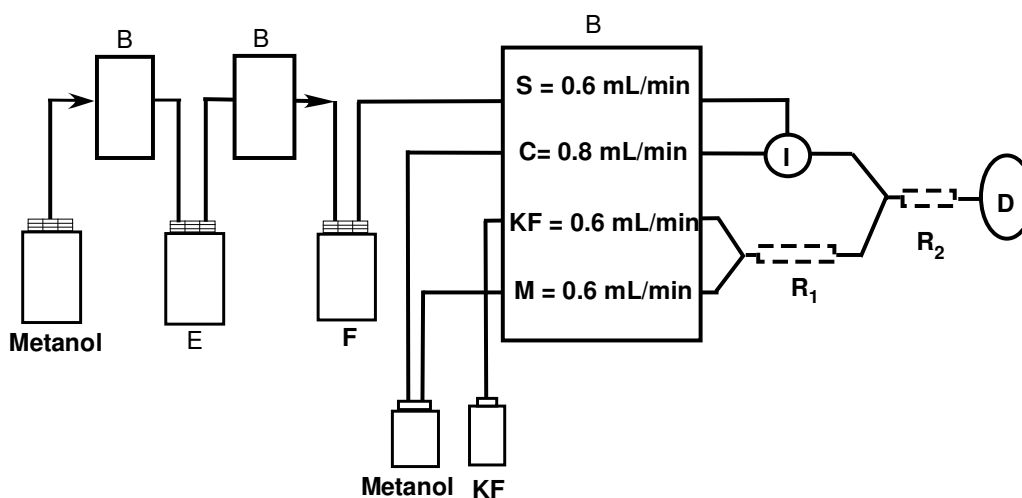 B
B
B
S = 0.6 mL/min
C= 0.8 mL/min
I
D
KF = 0.6 mL/min
R2
R1
M = 0.6 mL/min
Metanol
E
F
Metanol
KF